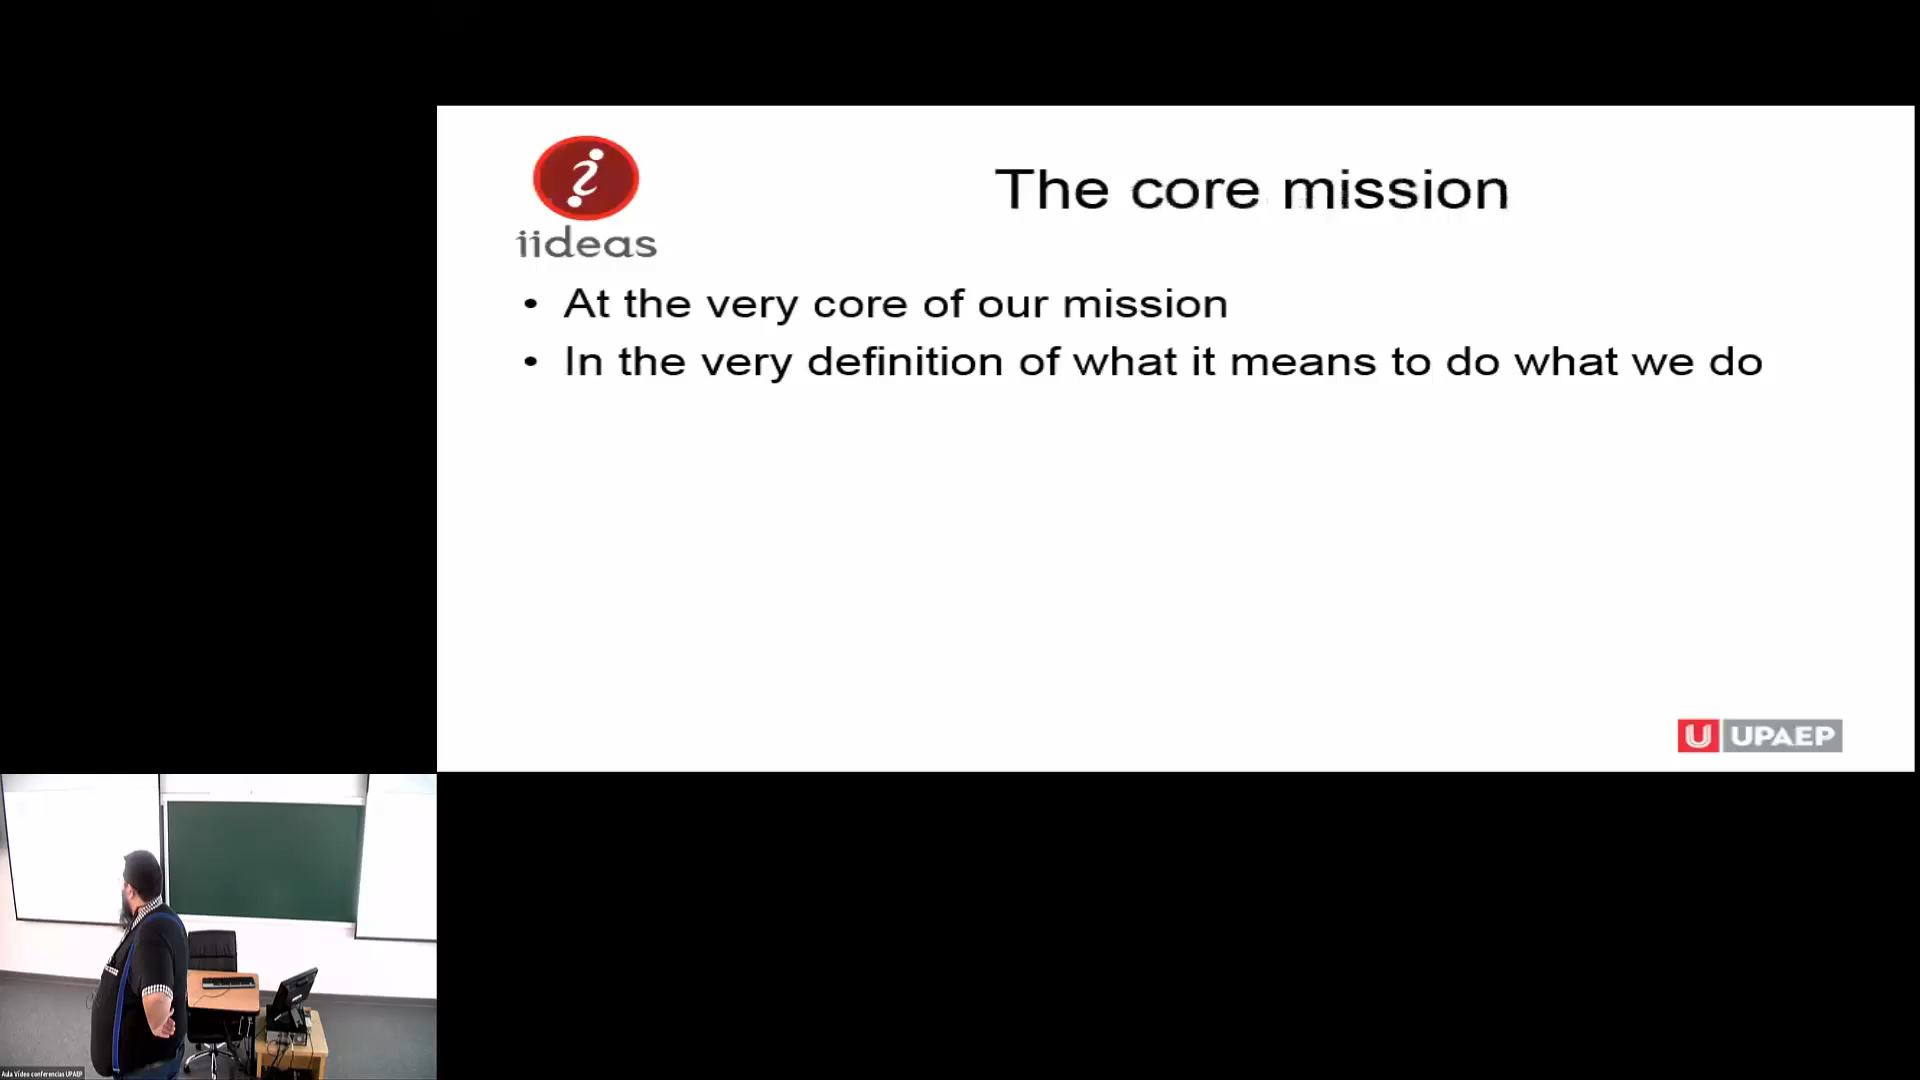 iideas
The core mission
• At the very core of our mission
• In the very definition of what it means to do what we do
U UPAEP
Aula Video conferencias UPAEP